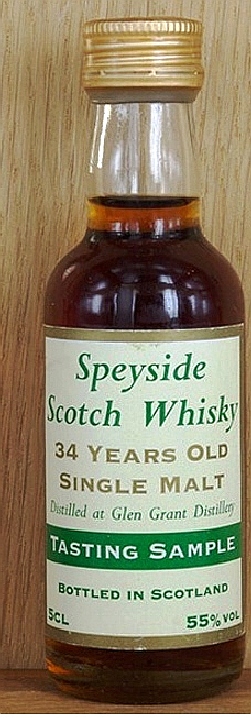 Speyside
Scotch Whisky
34 YEARS OLD
SINGLE MALT
Distilled at Glen Grant Distillery
TASTING SAMPLE
BOTTLED IN SCOTLAND
5CL 55%VOL